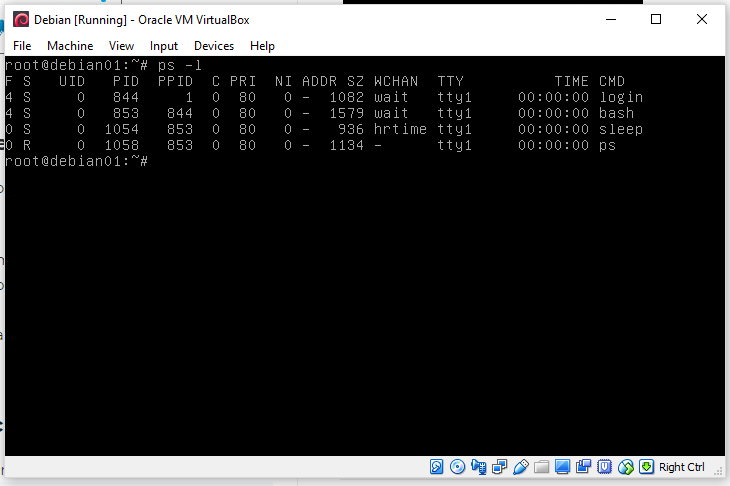 Debian [Running] - Oracle VM VirtualBox
File Machine View Input Devices Help
root@debian01:~# ps -l
F S   UID   PID  PPID  C PRI  NI ADDR SZ WCHAN  TTY          TIME CMD
4 S     0   844     1  0  80   0 -  1082 wait   tty1     00:00:00 login
4 S     0   853   844  0  80   0 -  1579 wait   tty1     00:00:00 bash
0 S     0  1054   853  0  80   0 -   936 hrtime tty1     00:00:00 sleep
0 R     0  1058   853  0  80   0 -  1134 -      tty1     00:00:00 ps
root@debian01:~#
Right Ctrl